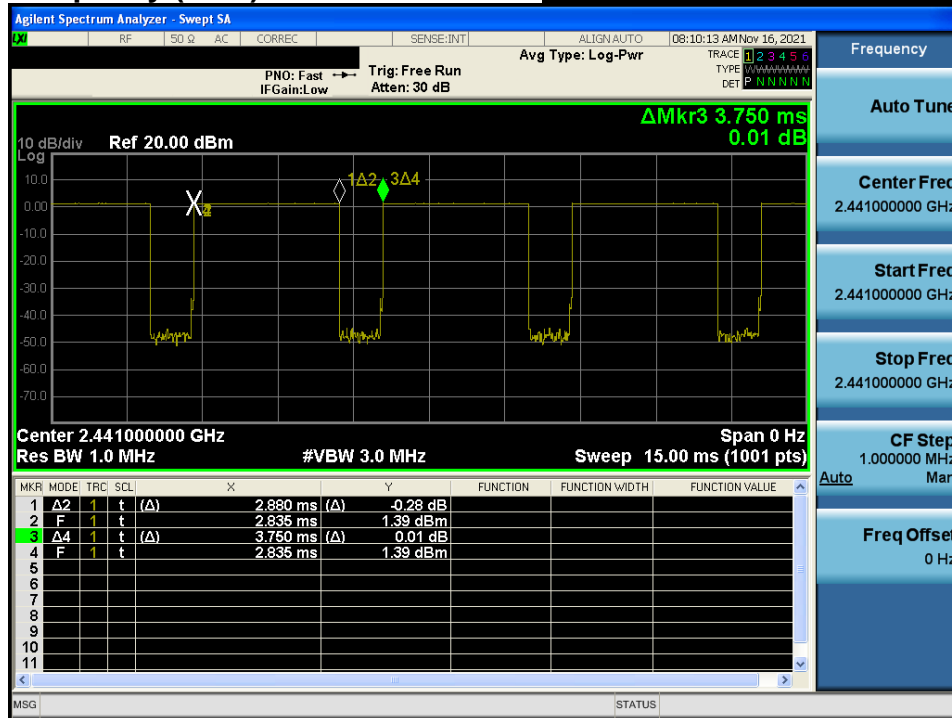 Agilent Spectrum Analyzer - Swept SA
LXI RF 50 Ω AC CORREC SENSE:INT ALIGN AUTO 08:10:13 AM Nov 16, 2021
Avg Type: Log-Pwr
TRACE 1 2 3 4 5 6
PNO: Fast Trig: Free Run
TYPE WWWWWW
IFGain:Low Atten: 30 dB
DET P N N N N N
ΔMkr3 3.750 ms
0.01 dB
10 dB/div Ref 20.00 dBm
Log
10.0
0.00
-10.0
-20.0
-30.0
-40.0
-50.0
-60.0
-70.0
1Δ2 3Δ4
Center 2.441000000 GHz Span 0 Hz
Res BW 1.0 MHz #VBW 3.0 MHz Sweep 15.00 ms (1001 pts)
MKR MODE TRC SCL X Y FUNCTION FUNCTION WIDTH FUNCTION VALUE
1 Δ2 1 t (Δ) 2.880 ms (Δ) -0.28 dB
2 F 1 t 2.835 ms 1.39 dBm
3 Δ4 1 t (Δ) 3.750 ms (Δ) 0.01 dB
4 F 1 t 2.835 ms 1.39 dBm
5
6
7
8
9
10
11
MSG STATUS
Frequency
Auto Tune
Center Freq
2.441000000 GHz
Start Freq
2.441000000 GHz
Stop Freq
2.441000000 GHz
CF Step
1.000000 MHz
Auto Man
Freq Offset
0 Hz